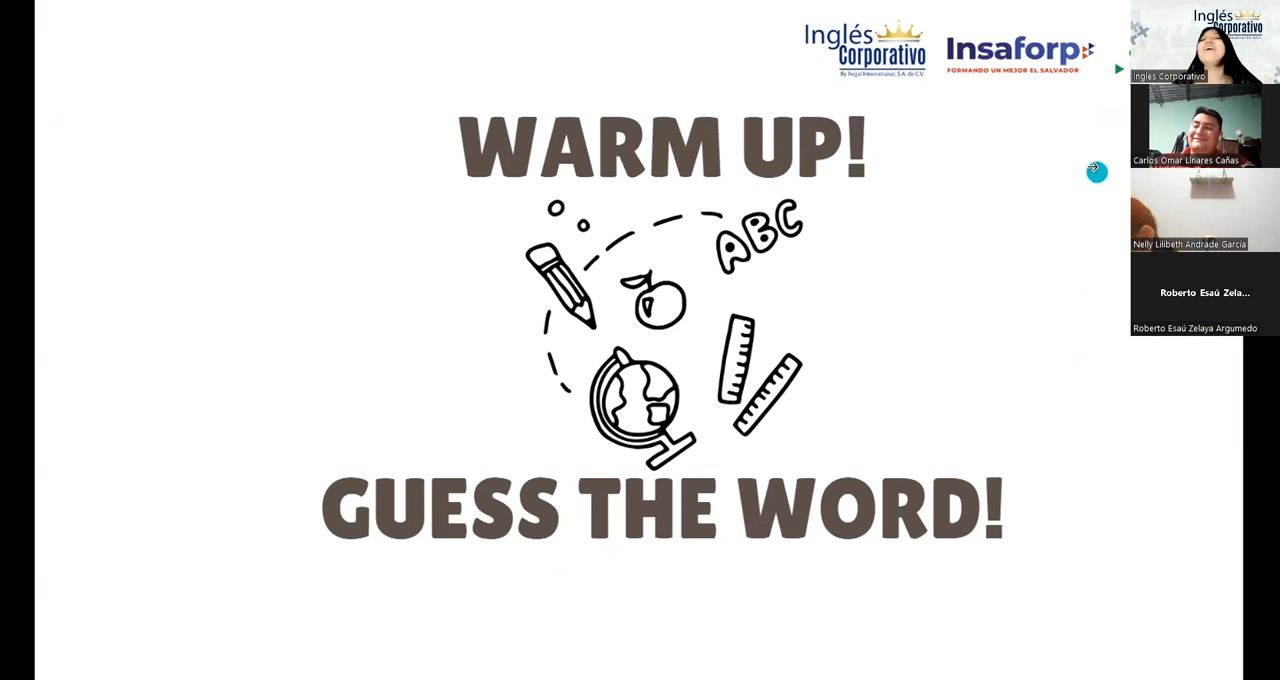 Inglés
Corporativo
By Regal International, S.A. de C.V.
Insaforp
FORMANDO UN MEJOR EL SALVADOR
WARM UP!
ABC
GUESS THE WORD!
Inglés
Corporativo
Ingles Corporativo
Carlos Omar Linares Cañas
Nelly Lilibeth Andrade García
Roberto Esaú Zela...
Roberto Esaú Zelaya Argumedo